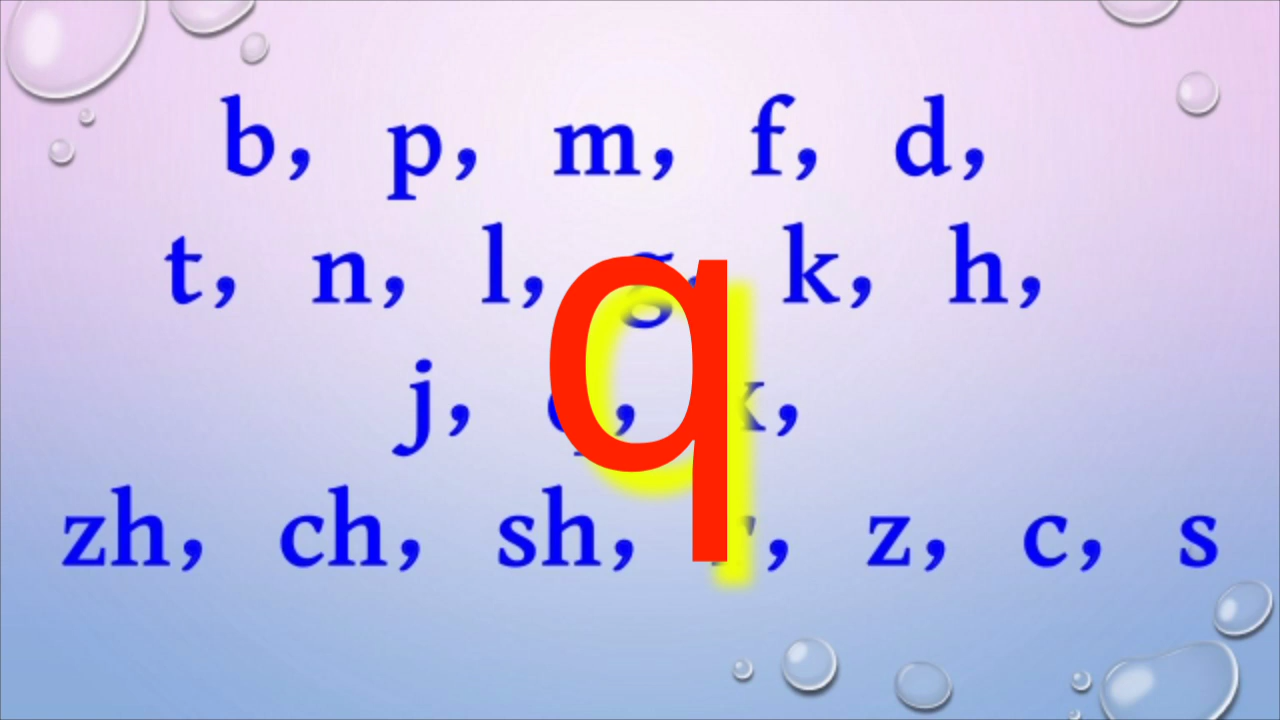 b, p, m, f, d,
t, n, l, g, k, h,
j, q, x,
zh, ch, sh, r, z, c, s
q